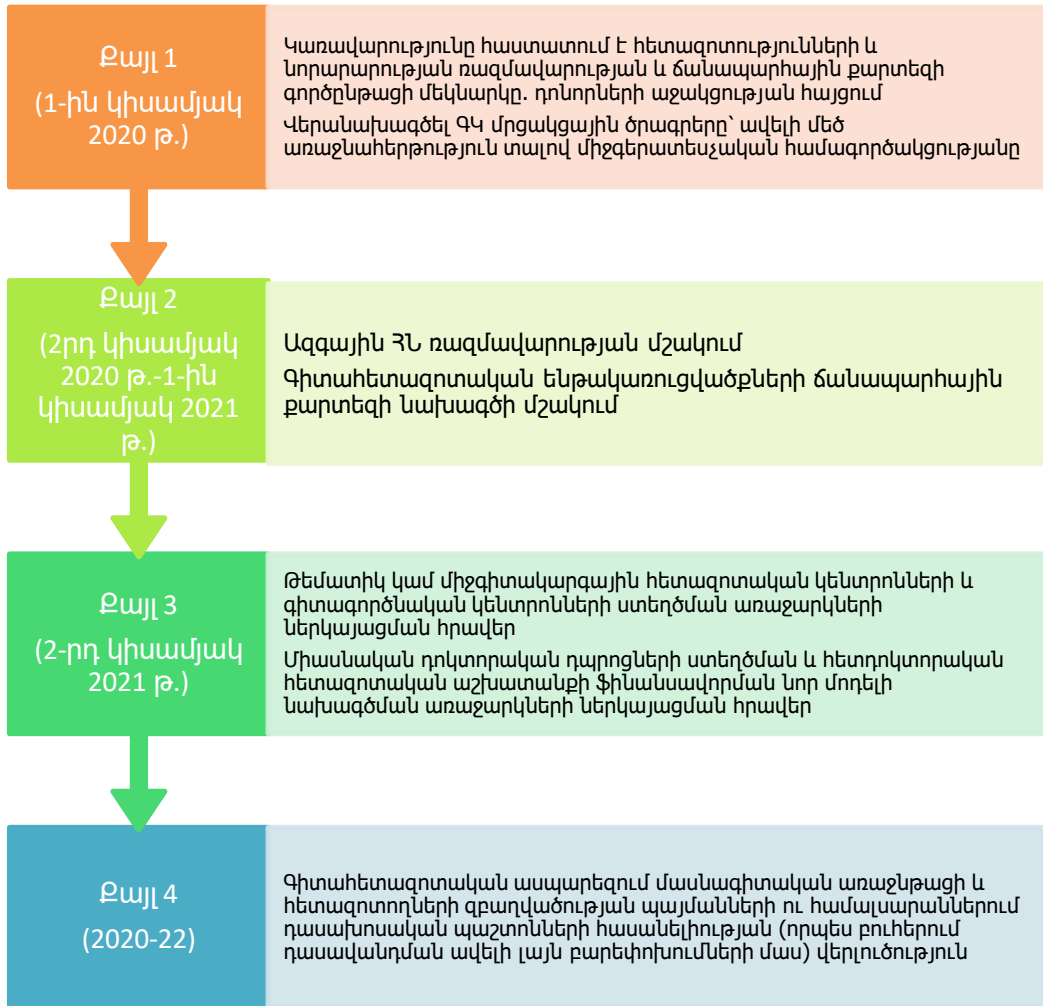 Քայլ 1
(1-ին կիսամյակ
2020 թ.)
Կառավարությունը հաստատում է հետազոտությունների և
նորարարության ռազմավարության և ճանապարհային քարտեզի
գործընթացի մեկնարկը. դոնորների աջակցության հայցում
Վերանախագծել ԳԿ մրցակցային ծրագրերը՝ ավելի մեծ
առաջնահերթություն տալով միջգերատեսչական համագործակցությանը
Քայլ 2
(2րդ կիսամյակ
2020 թ.-1-ին
կիսամյակ 2021
թ.)
Ազգային ՀՆ ռազմավարության մշակում
Գիտահետազոտական ենթակառուցվածքների ճանապարհային
քարտեզի նախագծի մշակում
Քայլ 3
(2-րդ կիսամյակ
2021 թ.)
Թեմատիկ կամ միջգիտակարգային հետազոտական կենտրոնների և
գիտագործնական կենտրոնների ստեղծման առաջարկների
ներկայացման հրավեր
Միասնական դոկտորական դպրոցների ստեղծման և հետդոկտորական
հետազոտական աշխատանքի ֆինանսավորման նոր մոդելի
նախագծման առաջարկների ներկայացման հրավեր
Քայլ 4
(2020-22)
Գիտահետազոտական ասպարեզում մասնագիտական առաջնթացի և
հետազոտողների զբաղվածության պայմանների ու համալսարաններում
դասախոսական պաշտոնների հասանելիության (որպես բուհերում
դասավանդման ավելի լայն բարեփոխումների մաս) վերլուծություն